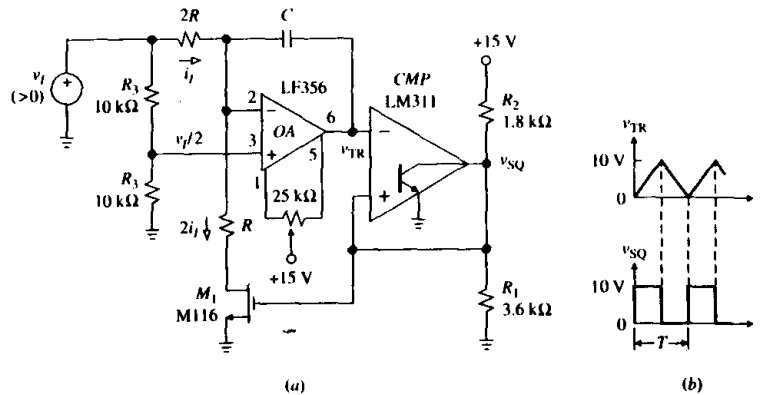 2R
C
+15 V
v_I
(>0)
i_I
R_3
10 kΩ
LF356
CMP
LM311
R_2
1.8 kΩ
2
−
6
OA
v_I/2
3
+
5
1
v_TR
−
+
v_SQ
R_3
10 kΩ
25 kΩ
2i_I
R
+15 V
M_1
M116
R_1
3.6 kΩ
(a)
v_TR
10 V
0
v_SQ
10 V
0
T
(b)